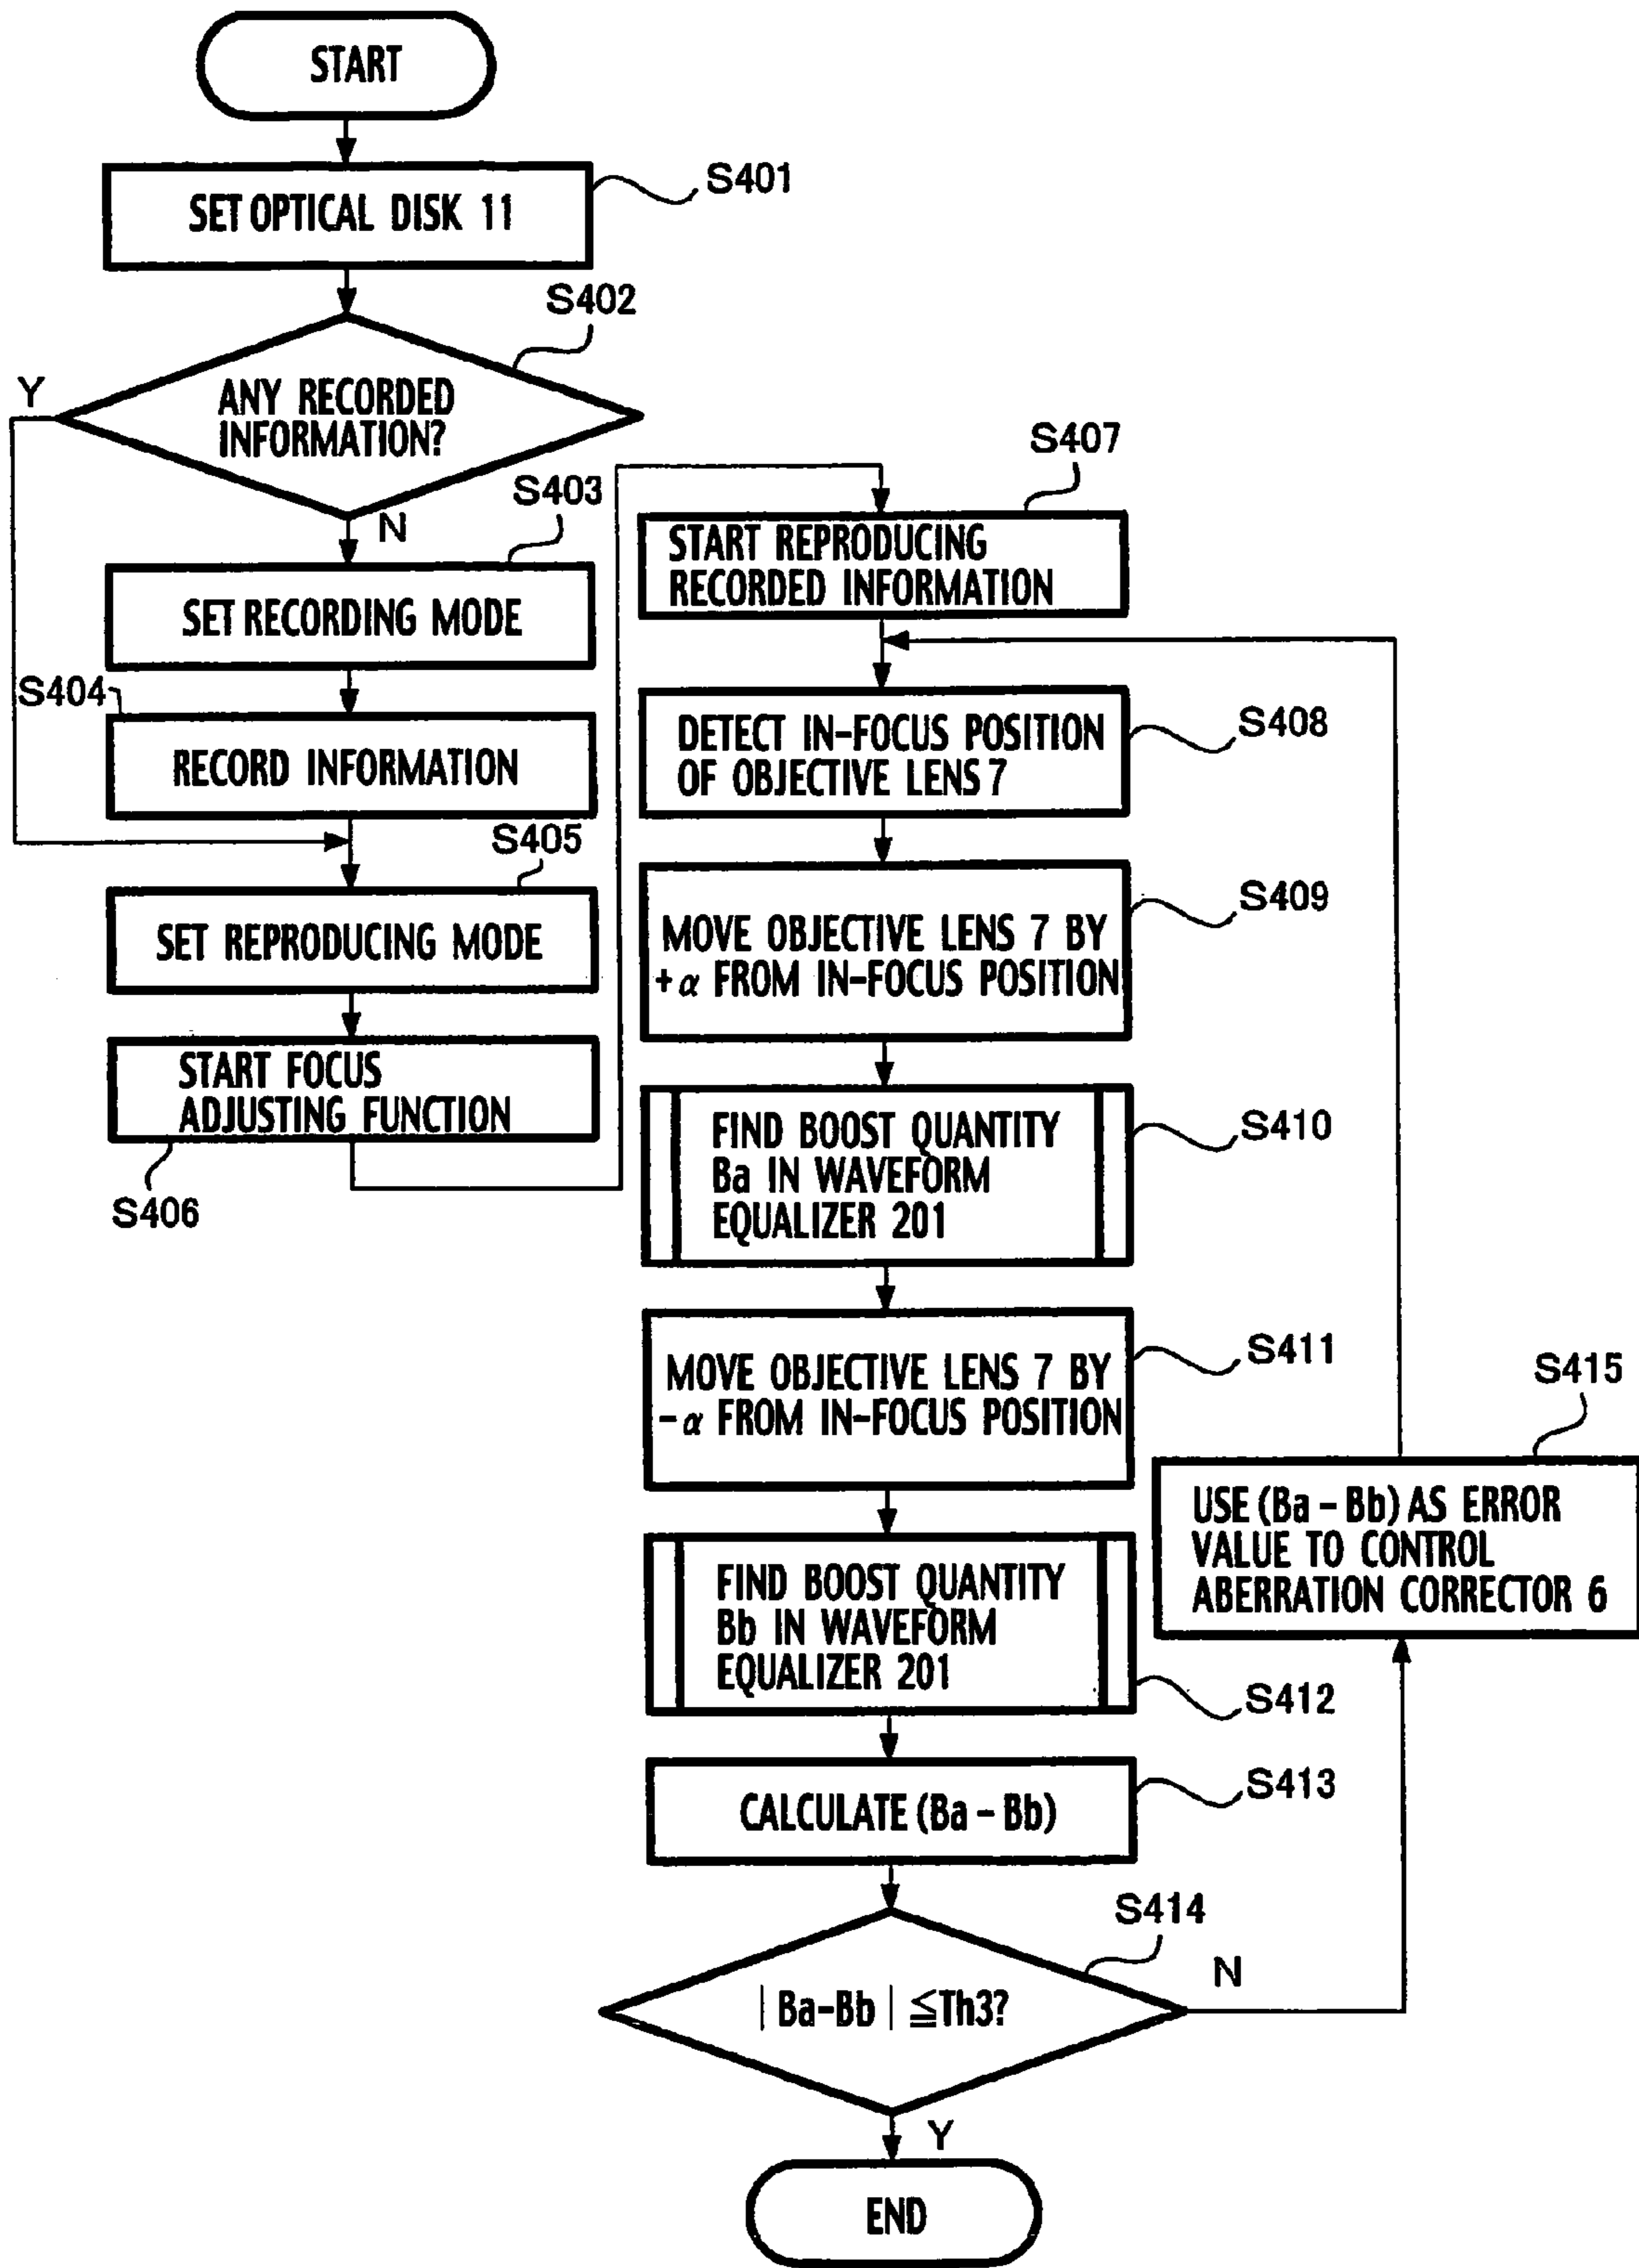 START
SET OPTICAL DISK 11
S401
S402
ANY RECORDED
INFORMATION?
Y
N
S403
SET RECORDING MODE
S404
RECORD INFORMATION
S405
SET REPRODUCING MODE
START FOCUS
ADJUSTING FUNCTION
S406
S407
START REPRODUCING
RECORDED INFORMATION
DETECT IN-FOCUS POSITION
OF OBJECTIVE LENS 7
S408
MOVE OBJECTIVE LENS 7 BY
+α FROM IN-FOCUS POSITION
S409
FIND BOOST QUANTITY
Ba IN WAVEFORM
EQUALIZER 201
S410
MOVE OBJECTIVE LENS 7 BY
-α FROM IN-FOCUS POSITION
S411
FIND BOOST QUANTITY
Bb IN WAVEFORM
EQUALIZER 201
S412
CALCULATE (Ba - Bb)
S413
S414
| Ba-Bb | ≦Th3?
N
Y
S415
USE (Ba - Bb) AS ERROR
VALUE TO CONTROL
ABERRATION CORRECTOR 6
END